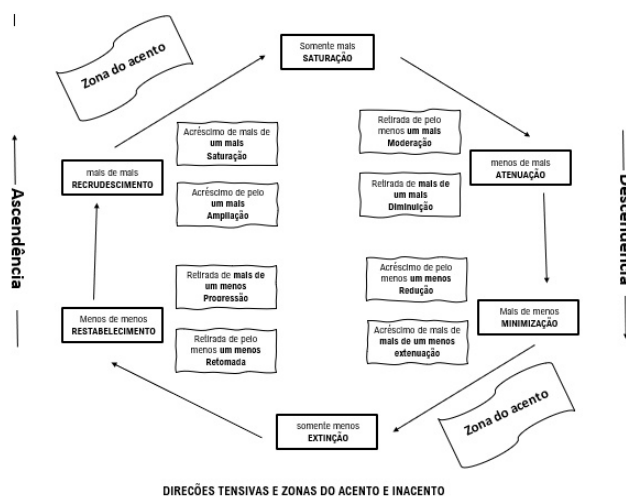 Zona do acento
Somente mais
SATURAÇÃO
Acréscimo de mais de
um mais
Saturação
Retirada de pelo
menos um mais
Moderação
mais de mais
RECRUDESCIMENTO
menos de mais
ATENUAÇÃO
Acréscimo de pelo
um mais
Ampliação
Retirada de mais de
um mais
Diminuição
Ascendência
Descendência
Retirada de mais de
um menos
Progressão
Acréscimo de pelo
menos um menos
Redução
Menos de menos
RESTABELECIMENTO
Mais de menos
MINIMIZAÇÃO
Retirada de pelo
menos um menos
Retomada
Acréscimo de mais de
mais de um menos
extenuação
Zona do acento
somente menos
EXTINÇÃO
DIREÇÕES TENSIVAS E ZONAS DO ACENTO E INACENTO